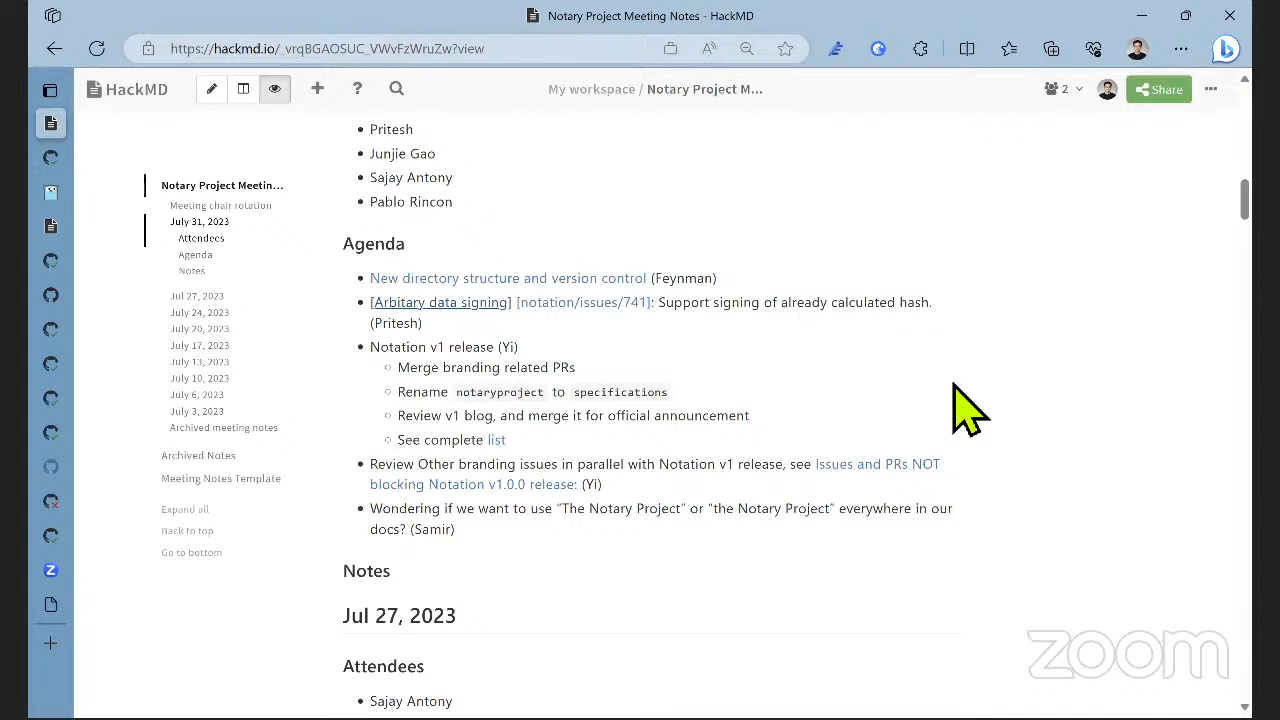 Notary Project Meeting Notes - HackMD
https://hackmd.io/_vrqBGAOSUC_VWvFzWruZw?view
HackMD
My workspace / Notary Project M...
2
Share
Notary Project Meetin...
Meeting chair rotation
July 31, 2023
Attendees
Agenda
Notes
Jul 27, 2023
July 24, 2023
July 20, 2023
July 17, 2023
July 13, 2023
July 10, 2023
July 6, 2023
July 3, 2023
Archived meeting notes
Archived Notes
Meeting Notes Template
Expand all
Back to top
Go to bottom
Pritesh
Junjie Gao
Sajay Antony
Pablo Rincon
Agenda
New directory structure and version control (Feynman)
[Arbitary data signing] [notation/issues/741]: Support signing of already calculated hash.
(Pritesh)
Notation v1 release (Yi)
Merge branding related PRs
Rename notaryproject to specifications
Review v1 blog, and merge it for official announcement
See complete list
Review Other branding issues in parallel with Notation v1 release, see Issues and PRs NOT
blocking Notation v1.0.0 release: (Yi)
Wondering if we want to use “The Notary Project” or “the Notary Project” everywhere in our
docs? (Samir)
Notes
Jul 27, 2023
Attendees
Sajay Antony
zoom